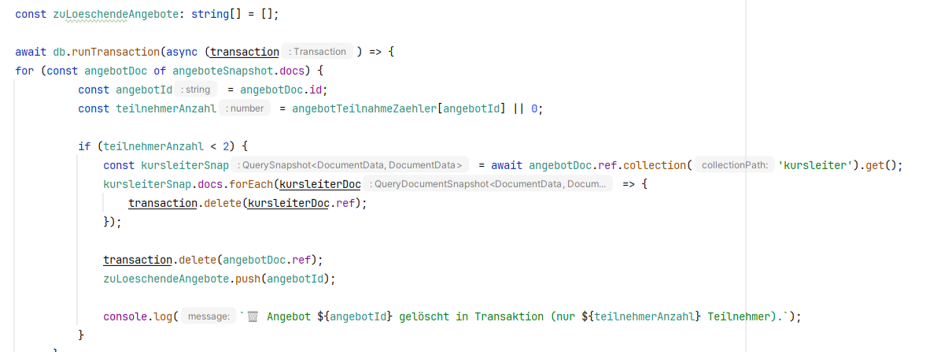 const zuLoeschendeAngebote: string[] = [];
await db.runTransaction(async (transaction : Transaction ) => {
for (const angebotDoc of angeboteSnapshot.docs) {
const angebotId : string = angebotDoc.id;
const teilnehmerAnzahl : number = angebotTeilnahmeZaehler[angebotId] || 0;
if (teilnehmerAnzahl < 2) {
const kursleiterSnap : QuerySnapshot<DocumentData, DocumentData> = await angebotDoc.ref.collection( collectionPath: 'kursleiter').get();
kursleiterSnap.docs.forEach(kursleiterDoc : QueryDocumentSnapshot<DocumentData, Docum... => {
transaction.delete(kursleiterDoc.ref);
});
transaction.delete(angebotDoc.ref);
zuLoeschendeAngebote.push(angebotId);
console.log( message: `🗑️ Angebot ${angebotId} gelöscht in Transaktion (nur ${teilnehmerAnzahl} Teilnehmer).`);
}